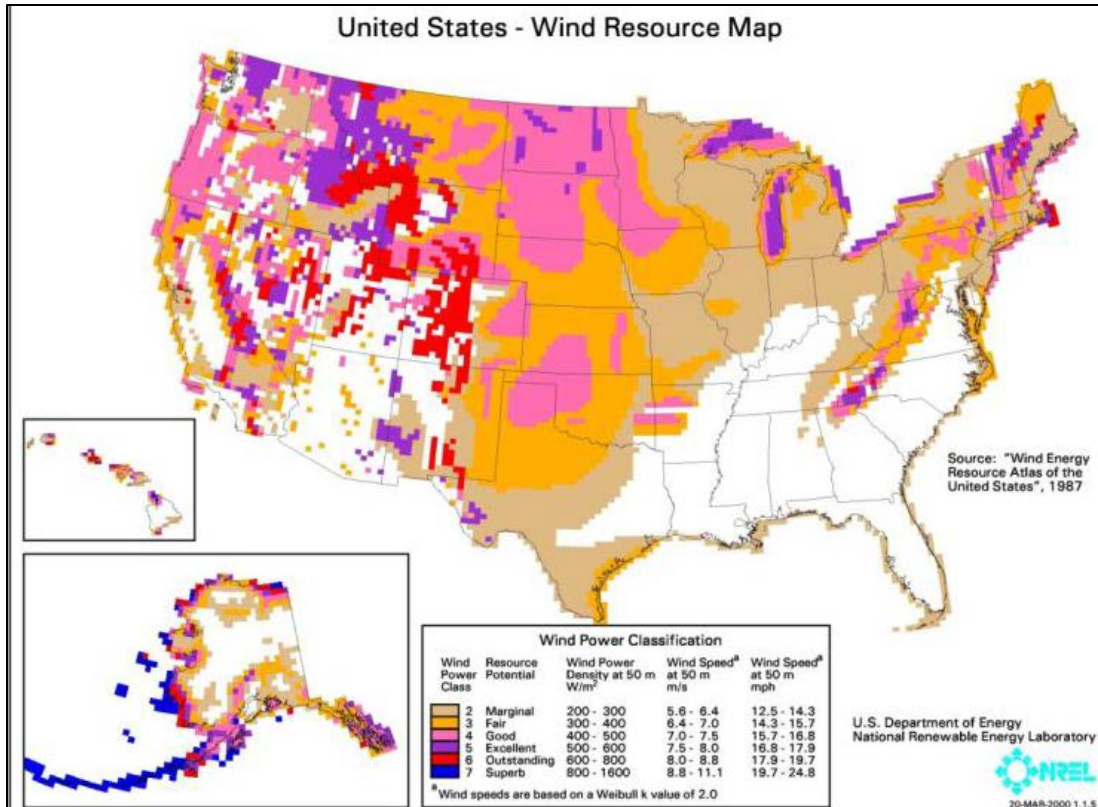 United States - Wind Resource Map
Source: "Wind Energy
Resource Atlas of the
United States", 1987
Wind Power Classification
Wind Power Class Resource Potential Wind Power Density at 50 m W/m² Wind Speedᵃ at 50 m m/s Wind Speedᵃ at 50 m mph
2 Marginal 200 - 300 5.6 - 6.4 12.5 - 14.3
3 Fair 300 - 400 6.4 - 7.0 14.3 - 15.7
4 Good 400 - 500 7.0 - 7.5 15.7 - 16.8
5 Excellent 500 - 600 7.5 - 8.0 16.8 - 17.9
6 Outstanding 600 - 800 8.0 - 8.8 17.9 - 19.7
7 Superb 800 - 1600 8.8 - 11.1 19.7 - 24.8
ᵃ Wind speeds are based on a Weibull k value of 2.0
U.S. Department of Energy
National Renewable Energy Laboratory
NREL
20-MAR-2000 1.1.5